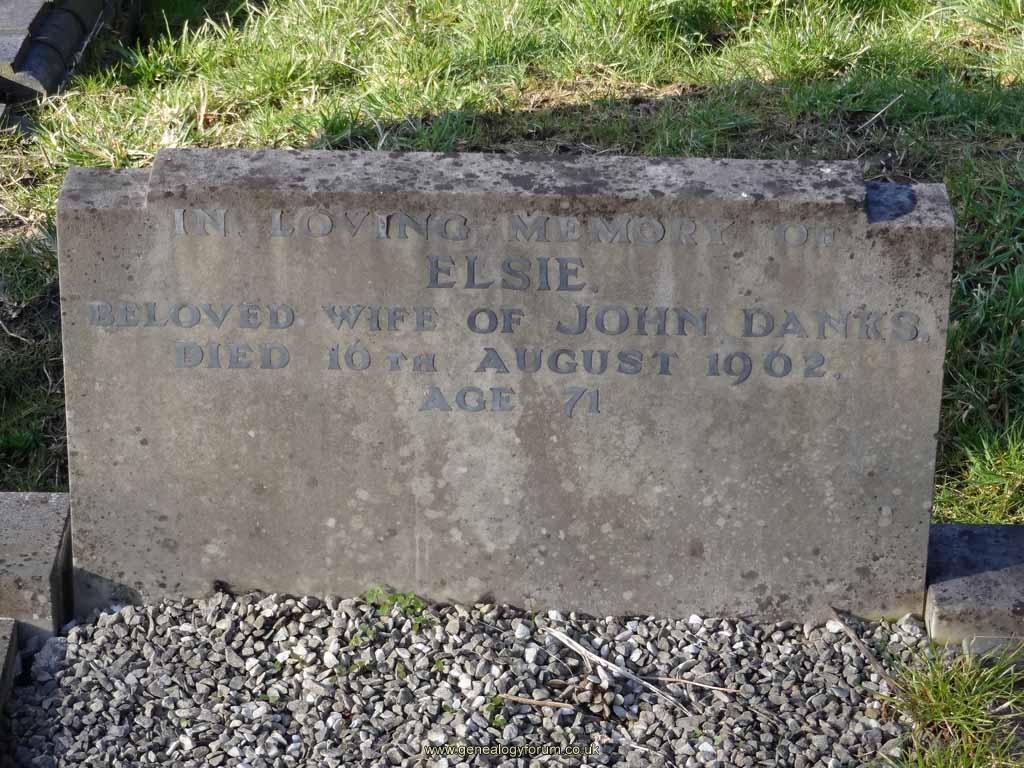 IN LOVING MEMORY OF
ELSIE.
BELOVED WIFE OF JOHN DANKS.
DIED 16TH AUGUST 1962.
AGE 71
www.genealogyforum.co.uk